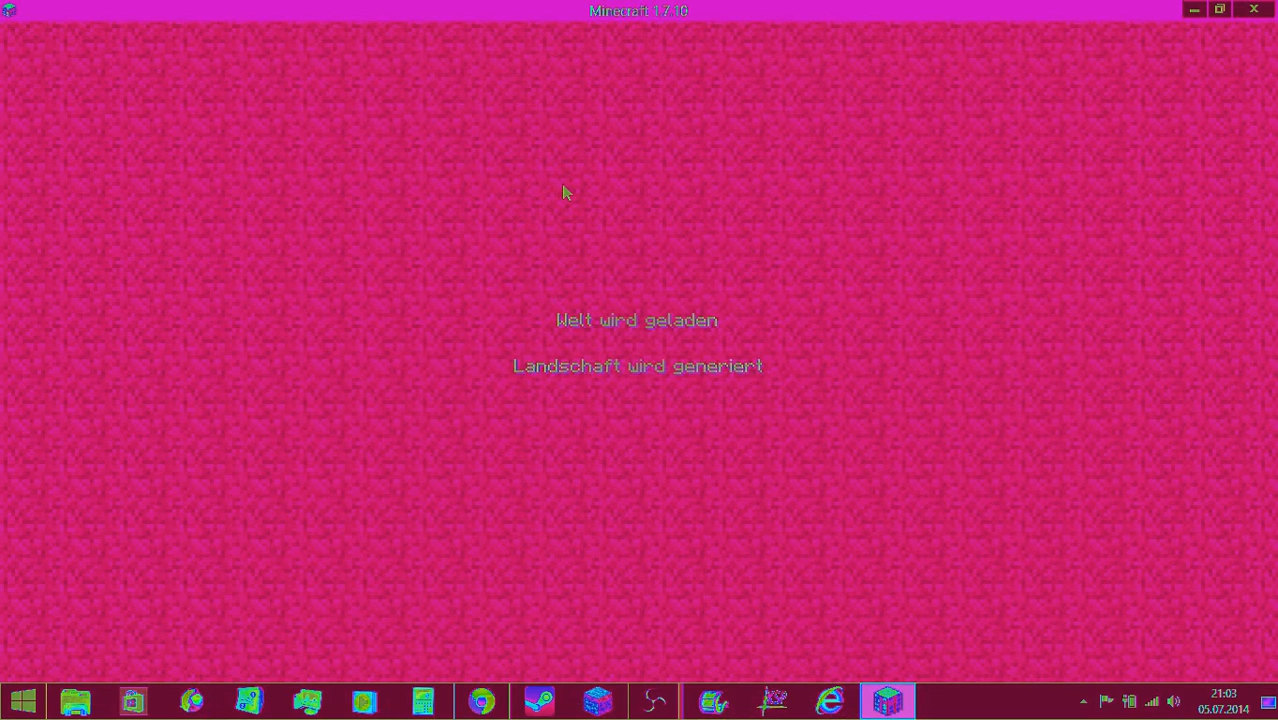 Minecraft 1.7.10
Welt wird geladen
Landschaft wird generiert
21:03
05.07.2014